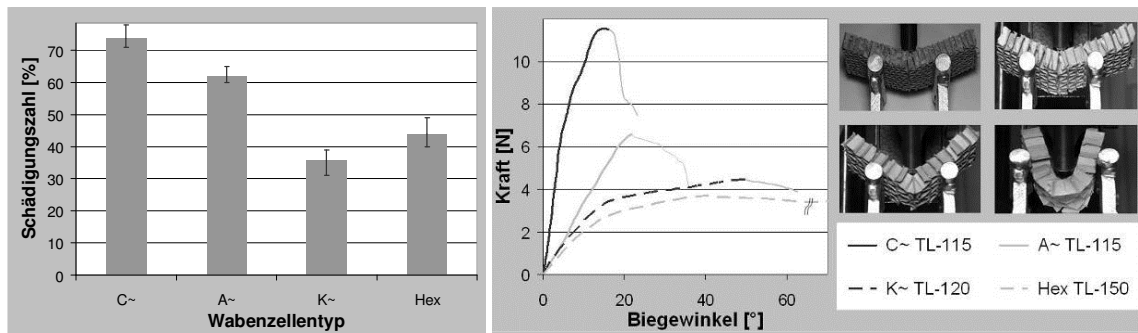 Schädigungszahl [%]
70
60
50
40
30
20
10
0
C~ A~ K~ Hex
Wabenzellentyp
Kraft [N]
10
8
6
4
2
0
0 20 40 60
Biegewinkel [°]
C~ TL-115 A~ TL-115
K~ TL-120 Hex TL-150